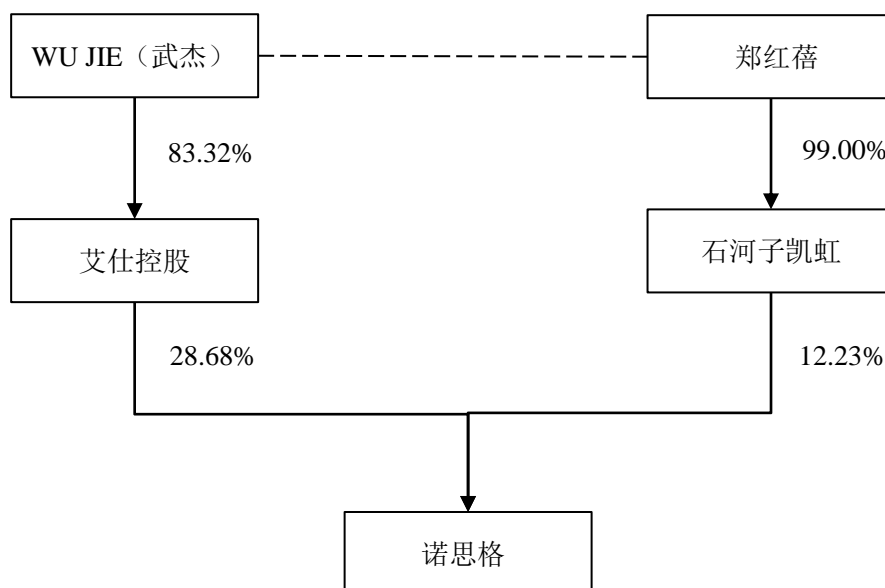 WU JIE（武杰）
郑红蓓
83.32%
99.00%
艾仕控股
石河子凯虹
28.68%
12.23%
诺思格